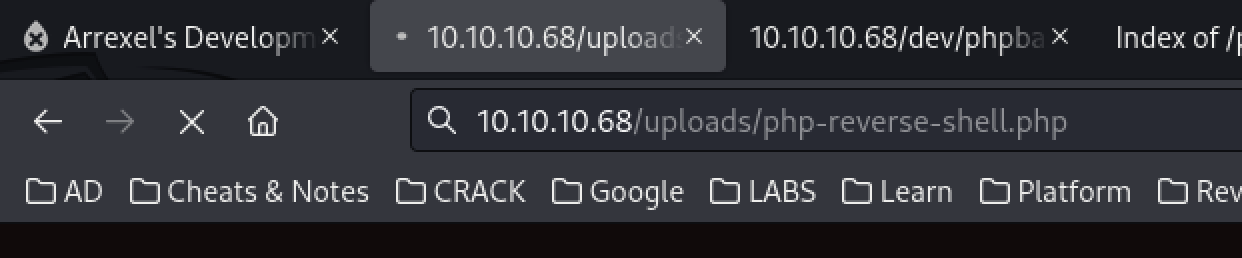 Arrexel's Developm
10.10.10.68/upload
10.10.10.68/dev/phpba
Index of /p
10.10.10.68/uploads/php-reverse-shell.php
AD Cheats & Notes CRACK Google LABS Learn Platform Rev